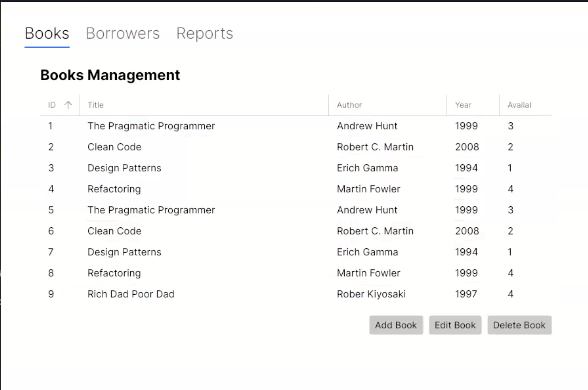 Books Borrowers Reports
Books Management
ID Title Author Year Availal
1 The Pragmatic Programmer Andrew Hunt 1999 3
2 Clean Code Robert C. Martin 2008 2
3 Design Patterns Erich Gamma 1994 1
4 Refactoring Martin Fowler 1999 4
5 The Pragmatic Programmer Andrew Hunt 1999 3
6 Clean Code Robert C. Martin 2008 2
7 Design Patterns Erich Gamma 1994 1
8 Refactoring Martin Fowler 1999 4
9 Rich Dad Poor Dad Rober Kiyosaki 1997 4
Add Book Edit Book Delete Book